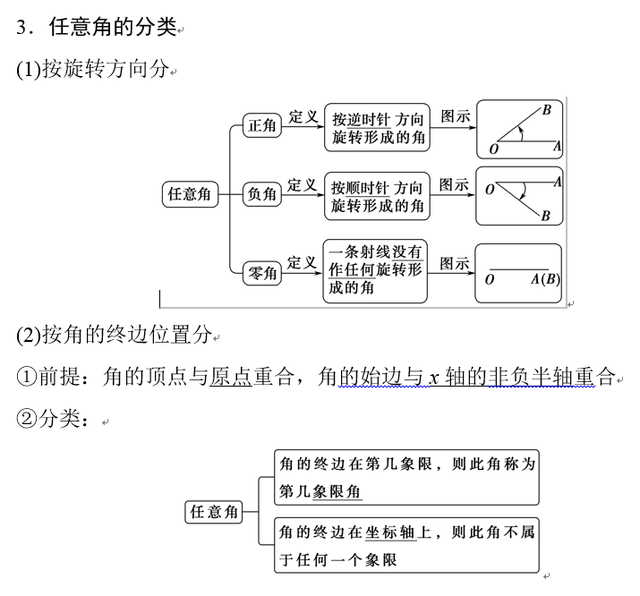 3．任意角的分类
(1)按旋转方向分
任意角
正角
定义
按逆时针 方向
旋转形成的角
图示
B
O
A
负角
定义
按顺时针 方向
旋转形成的角
图示
O
A
B
零角
定义
一条射线没有
作任何旋转形
成的角
图示
O A(B)
(2)按角的终边位置分
①前提：角的顶点与原点重合，角的始边与 x 轴的非负半轴重合
②分类：
任意角
角的终边在第几象限，则此角称为
第几象限角
角的终边在坐标轴上，则此角不属
于任何一个象限